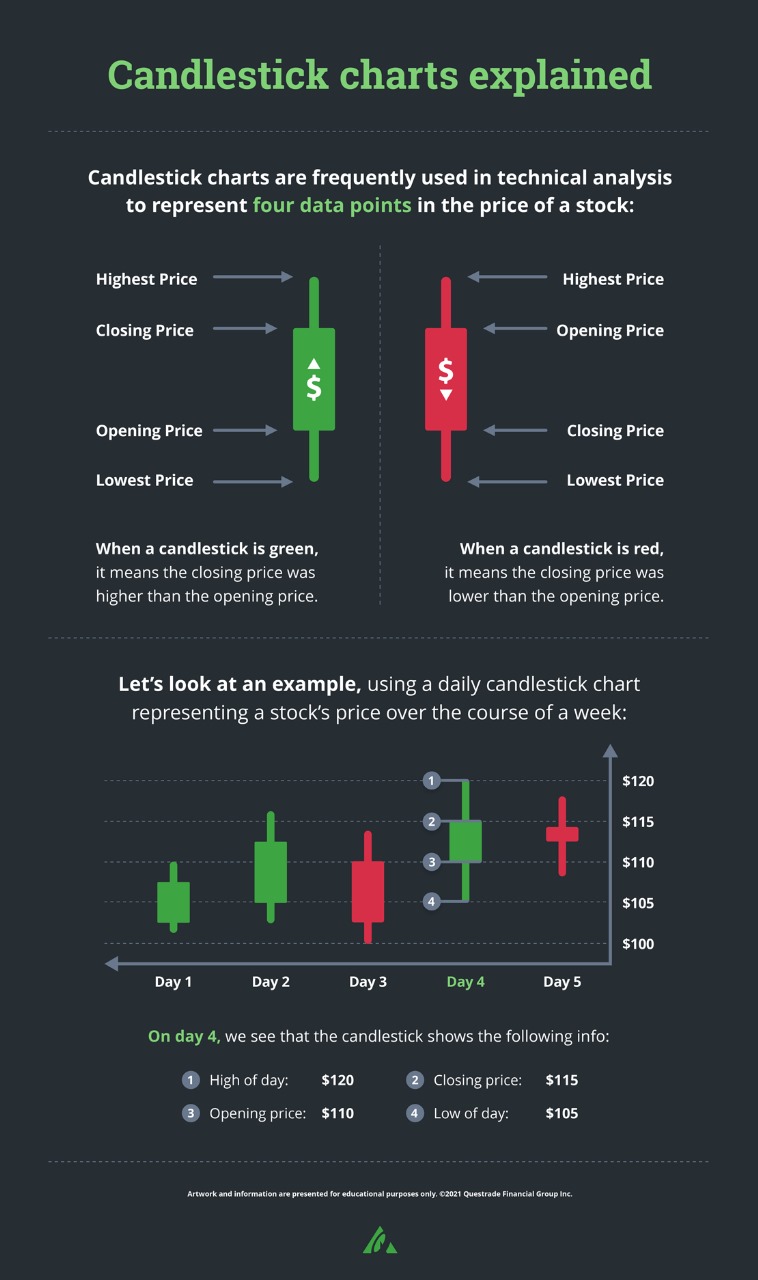 Candlestick charts explained
Candlestick charts are frequently used in technical analysis
to represent four data points in the price of a stock:
Highest Price
Closing Price
Opening Price
Lowest Price
$
When a candlestick is green,
it means the closing price was
higher than the opening price.
Highest Price
Opening Price
Closing Price
Lowest Price
$
When a candlestick is red,
it means the closing price was
lower than the opening price.
Let’s look at an example, using a daily candlestick chart
representing a stock’s price over the course of a week:
1
2
3
4
$120
$115
$110
$105
$100
Day 1 Day 2 Day 3 Day 4 Day 5
On day 4, we see that the candlestick shows the following info:
1 High of day: $120 2 Closing price: $115
3 Opening price: $110 4 Low of day: $105
Artwork and information are presented for educational purposes only. ©2021 Questrade Financial Group Inc.